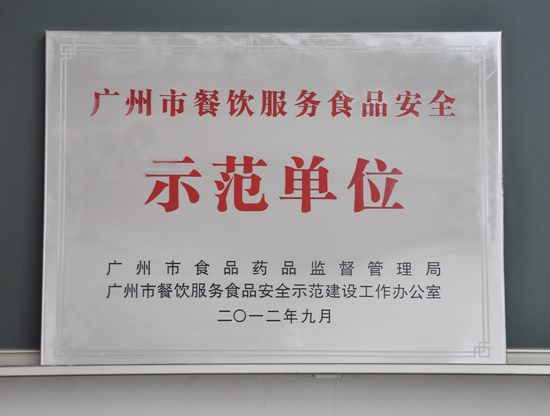 广州市餐饮服务食品安全
示范单位
广州市食品药品监督管理局
广州市餐饮服务食品安全示范建设工作办公室
二〇一二年九月